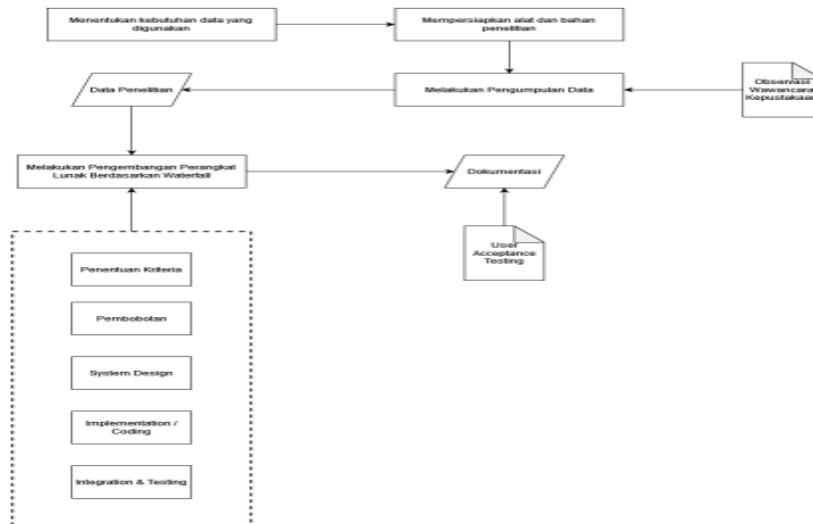 Menentukan kebutuhan data yang
digunakan
Mempersiapkan alat dan bahan
penelitian
Data Penelitian
Melakukan Pengumpulan Data
Observasi
Wawancara
Kepustakaan
Melakukan Pengembangan Perangkat
Lunak Berdasarkan Waterfall
Dokumentasi
User
Acceptance
Testing
Penentuan Kriteria
Pembobotan
System Design
Implementation /
Coding
Integration & Testing